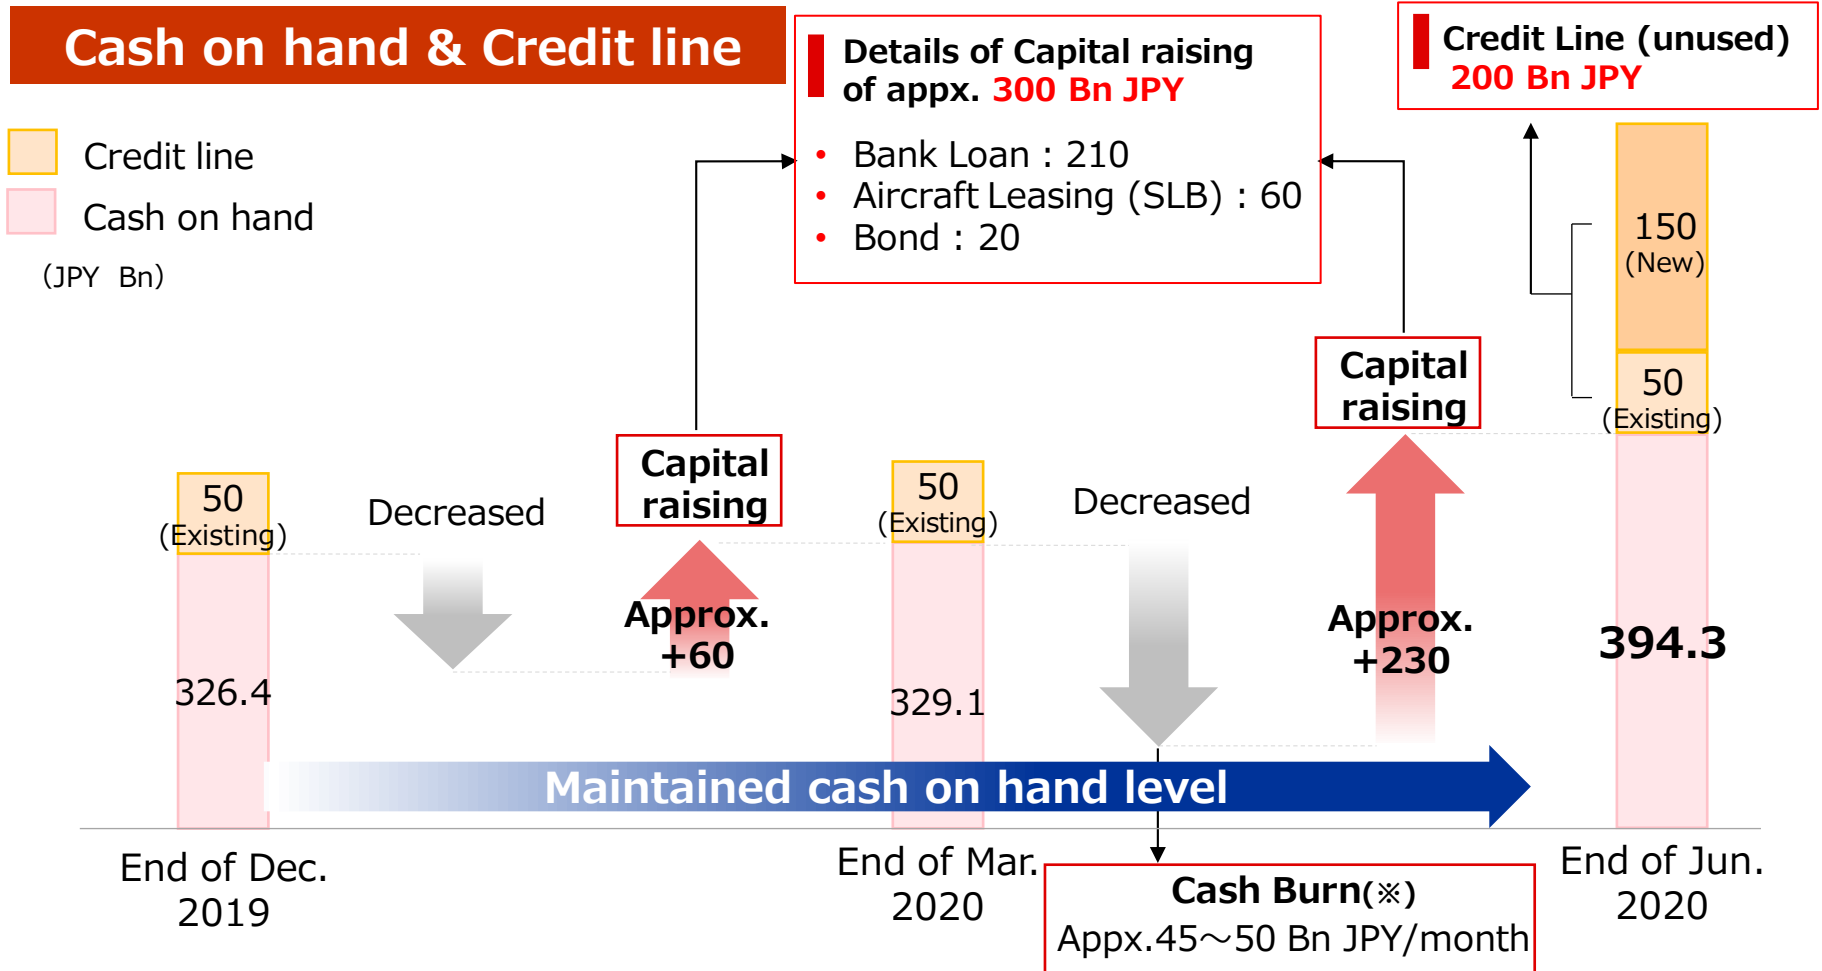 Cash on hand & Credit line
Credit line
Cash on hand
(JPY Bn)
Details of Capital raising
of appx. 300 Bn JPY
• Bank Loan : 210
• Aircraft Leasing (SLB) : 60
• Bond : 20
Credit Line (unused)
200 Bn JPY
150
(New)
50
(Existing)
394.3
Capital
raising
Approx.
+230
Capital
raising
Approx.
+60
50
(Existing)
326.4
Decreased
50
(Existing)
329.1
Decreased
Maintained cash on hand level
End of Dec.
2019
End of Mar.
2020
End of Jun.
2020
Cash Burn(※)
Appx.45～50 Bn JPY/month